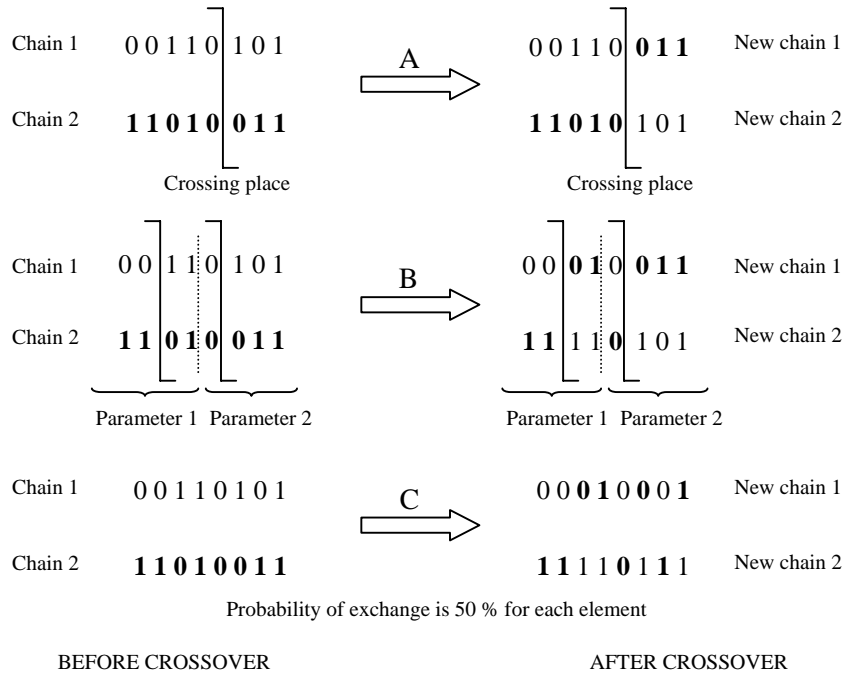 Chain 1 0 0 1 1 0 1 0 1 A 0 0 1 1 0 0 1 1 New chain 1
Chain 2 1 1 0 1 0 0 1 1 1 1 0 1 0 1 0 1 New chain 2
Crossing place Crossing place
Chain 1 0 0 1 1 0 1 0 1 B 0 0 0 1 0 0 1 1 New chain 1
Chain 2 1 1 0 1 0 0 1 1 1 1 1 1 0 1 0 1 New chain 2
Parameter 1 Parameter 2 Parameter 1 Parameter 2
Chain 1 0 0 1 1 0 1 0 1 C 0 0 0 1 0 0 0 1 New chain 1
Chain 2 1 1 0 1 0 0 1 1 1 1 1 1 0 1 1 1 New chain 2
Probability of exchange is 50 % for each element
BEFORE CROSSOVER AFTER CROSSOVER